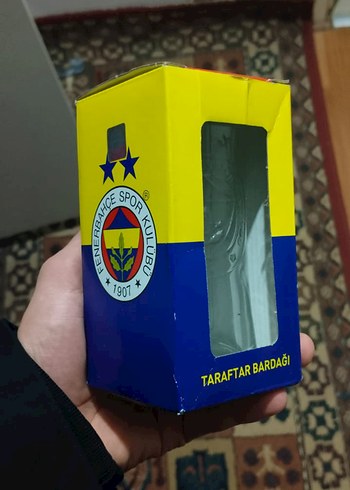 FENERBAHÇE SPOR KULÜBÜ
★ 1907 ★
®
TARAFTAR BARDAĞI